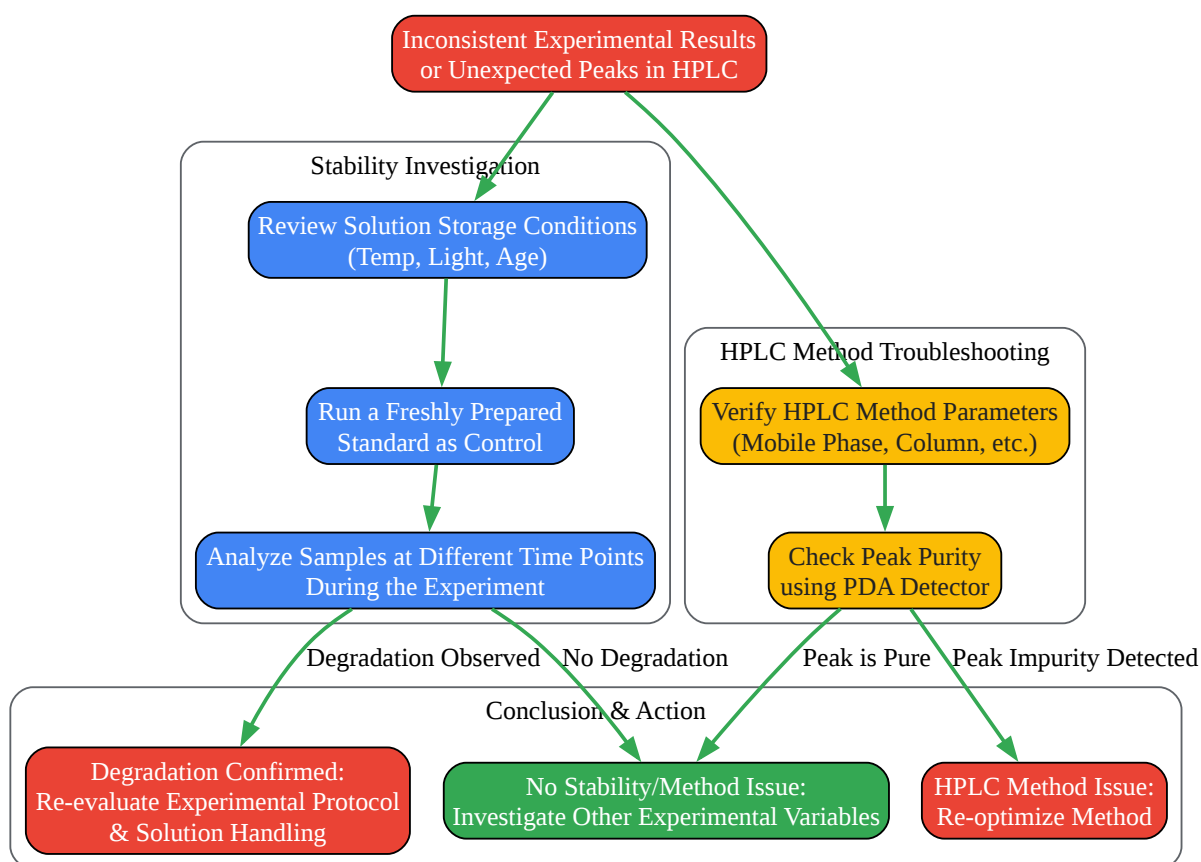 Inconsistent Experimental Results
or Unexpected Peaks in HPLC
Stability Investigation
Review Solution Storage Conditions
(Temp, Light, Age)
Run a Freshly Prepared
Standard as Control
Analyze Samples at Different Time Points
During the Experiment
HPLC Method Troubleshooting
Verify HPLC Method Parameters
(Mobile Phase, Column, etc.)
Check Peak Purity
using PDA Detector
Degradation Observed
No Degradation
Peak is Pure
Peak Impurity Detected
Conclusion & Action
Degradation Confirmed:
Re-evaluate Experimental Protocol
& Solution Handling
No Stability/Method Issue:
Investigate Other Experimental Variables
HPLC Method Issue:
Re-optimize Method